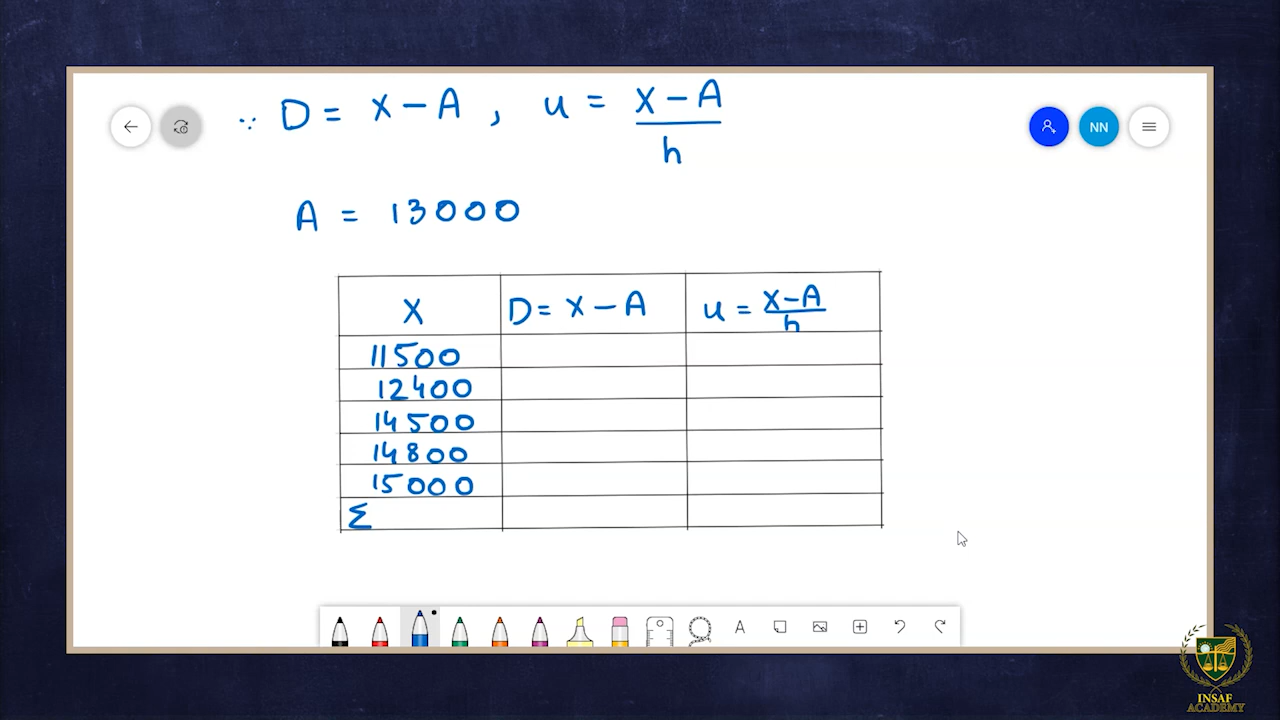 ∵ D = X - A , u = X - A / h
NN
A = 13000
X D = X - A u = X - A / h
11500
12400
14500
14800
15000
Σ
A
INSAF
ACADEMY